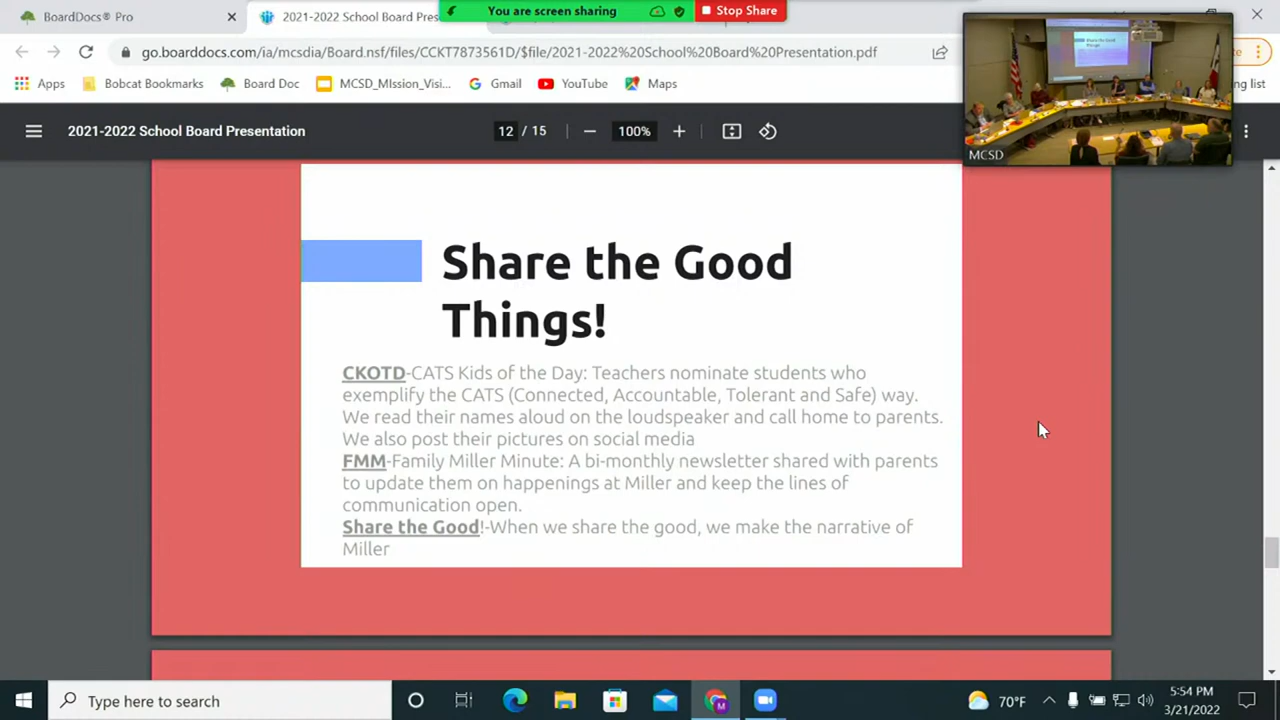 BoardDocs® Pro
2021-2022 School Board Pres
You are screen sharing
Stop Share
go.boarddocs.com/ia/mcsdia/Board.nsf/files/CCKT7873561D/$file/2021-2022%20School%20Board%20Presentation.pdf
Apps
Bobcat Bookmarks
Board Doc
MCSD_MIssion_Visi...
Gmail
YouTube
Maps
2021-2022 School Board Presentation
12 / 15
100%
Share the Good
Things!
MCSD
Share the Good
Things!
CKOTD-CATS Kids of the Day: Teachers nominate students who
exemplify the CATS (Connected, Accountable, Tolerant and Safe) way.
We read their names aloud on the loudspeaker and call home to parents.
We also post their pictures on social media
FMM-Family Miller Minute: A bi-monthly newsletter shared with parents
to update them on happenings at Miller and keep the lines of
communication open.
Share the Good!-When we share the good, we make the narrative of
Miller
Type here to search
70°F
5:54 PM
3/21/2022